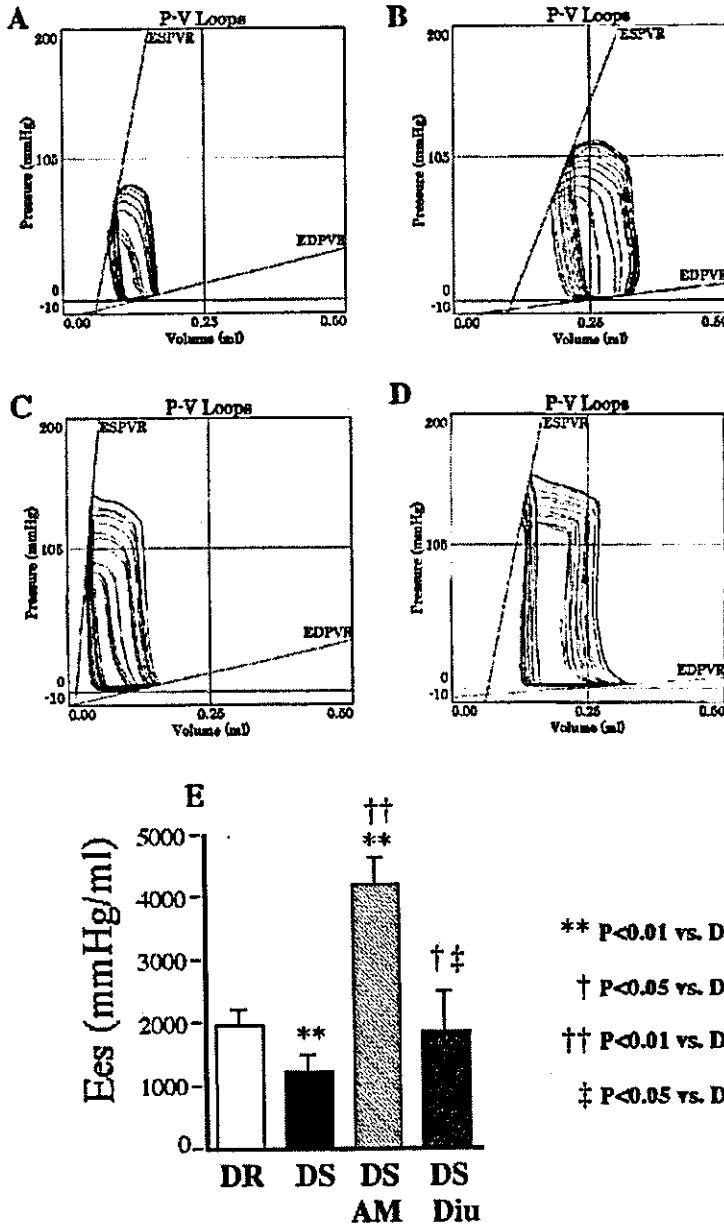 A
P-V Loops
200
ESPVR
Pressure (mmHg)
105
EDPVR
0
-10
0.00
0.25
0.50
Volume (ml)
B
P-V Loops
200
ESPVR
Pressure (mmHg)
105
EDPVR
0
-10
0.00
0.25
0.50
Volume (ml)
C
P-V Loops
200
ESPVR
Pressure (mmHg)
105
EDPVR
0
-10
0.00
0.25
0.50
Volume (ml)
D
P-V Loops
200
ESPVR
Pressure (mmHg)
105
EDPVR
0
-10
0.00
0.25
0.50
Volume (ml)
E
Ees (mmHg/ml)
5000
4000
3000
2000
1000
0
**
††
**
† ‡
DR
DS
DS AM
DS Diu
** P<0.01 vs. D
† P<0.05 vs. D
†† P<0.01 vs. D
‡ P<0.05 vs. D